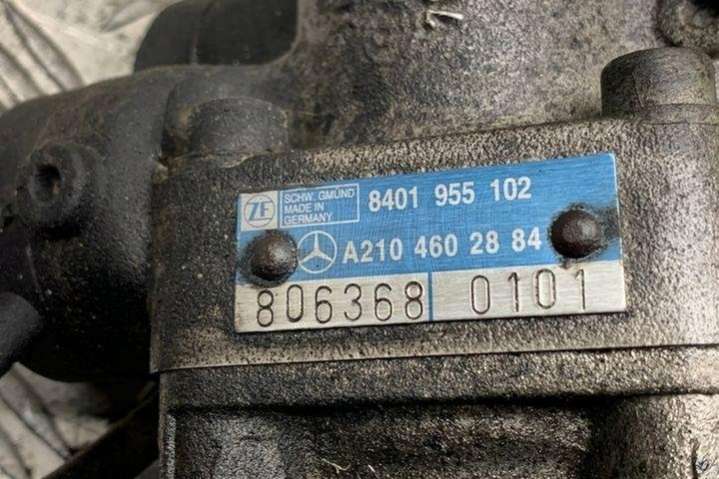 ZF
SCHW. GMÜND
MADE IN
GERMANY
8401 955 102
A210 460 28 84
806368 0101